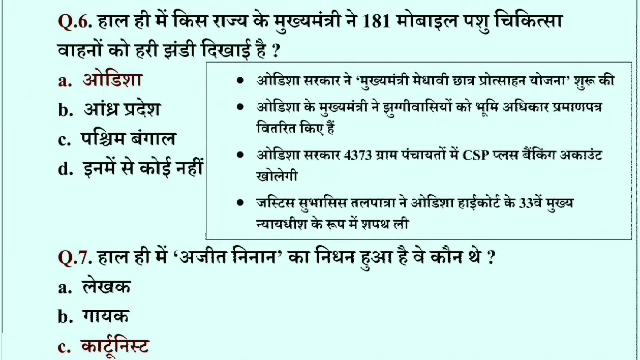 Q.6. हाल ही में किस राज्य के मुख्यमंत्री ने 181 मोबाइल पशु चिकित्सा
वाहनों को हरी झंडी दिखाई है ?
a. ओडिशा
b. आंध्र प्रदेश
c. पश्चिम बंगाल
d. इनमें से कोई नहीं
• ओडिशा सरकार ने ‘मुख्यमंत्री मेधावी छात्र प्रोत्साहन योजना’ शुरू की
• ओडिशा के मुख्यमंत्री ने झुग्गीवासियों को भूमि अधिकार प्रमाणपत्र
वितरित किए हैं
• ओडिशा सरकार 4373 ग्राम पंचायतों में CSP प्लस बैंकिंग अकाउंट
खोलेगी
• जस्टिस सुभासिस तलपात्रा ने ओडिशा हाईकोर्ट के 33वें मुख्य
न्यायधीश के रूप में शपथ ली
Q.7. हाल ही में ‘अजीत निनान’ का निधन हुआ है वे कौन थे ?
a. लेखक
b. गायक
c. कार्टूनिस्ट